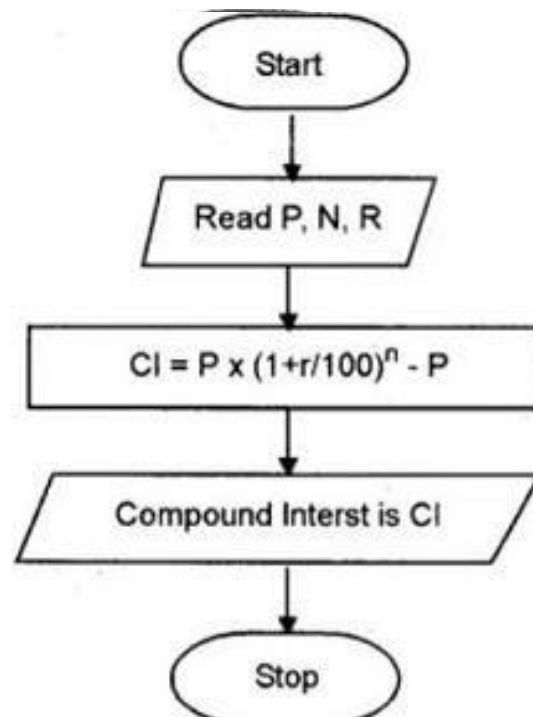 Start
Read P, N, R
CI = P x (1+r/100)ⁿ - P
Compound Interst is CI
Stop